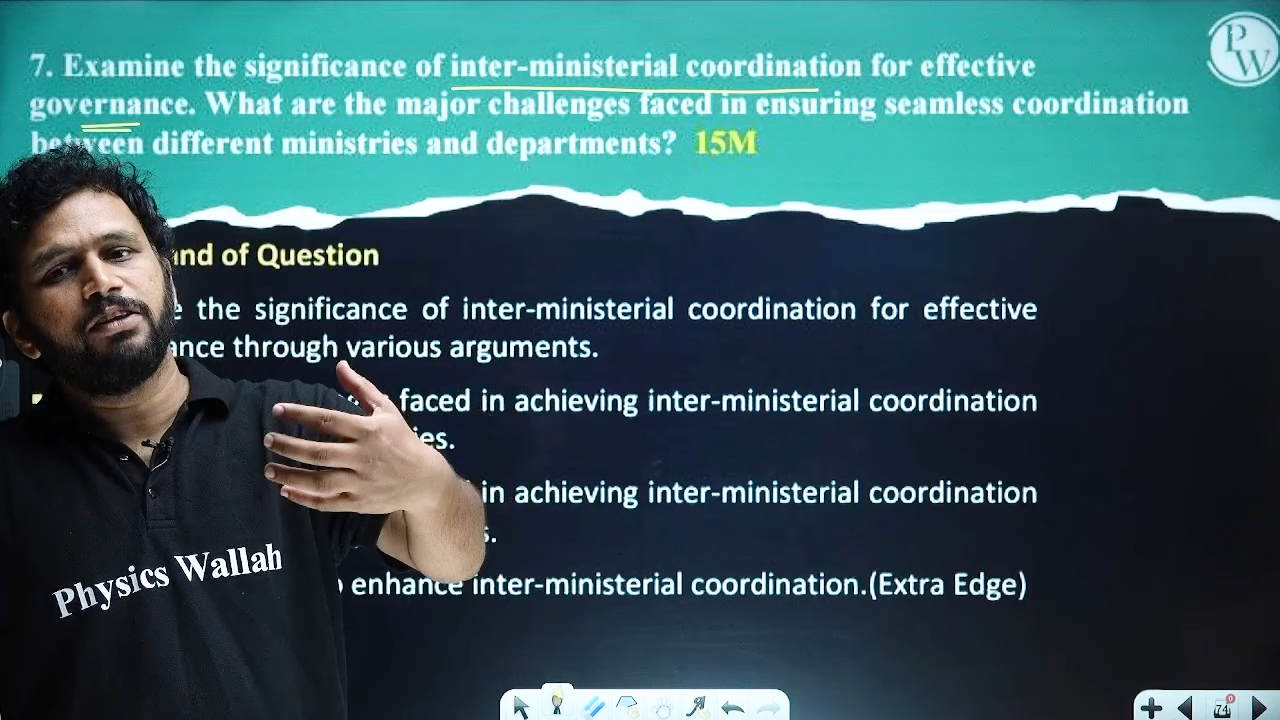 7. Examine the significance of inter-ministerial coordination for effective
governance. What are the major challenges faced in ensuring seamless coordination
between different ministries and departments? 15M
PW
of Question
the significance of inter-ministerial coordination for effective
through various arguments.
faced in achieving inter-ministerial coordination
in achieving inter-ministerial coordination
enhance inter-ministerial coordination.(Extra Edge)
Physics Wallah
74